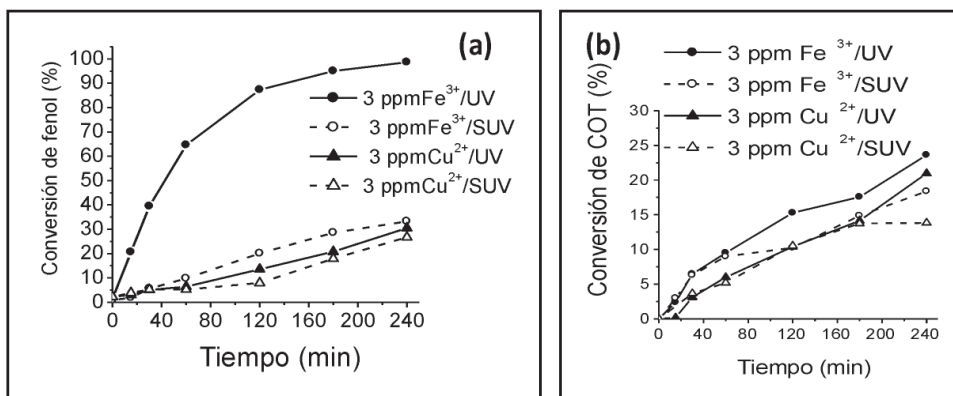 (a)
Conversión de fenol (%)
100
90
80
70
60
50
40
30
20
10
0
3 ppmFe³⁺/UV
3 ppmFe³⁺/SUV
3 ppmCu²⁺/UV
3 ppmCu²⁺/SUV
0 40 80 120 160 200 240
Tiempo (min)
(b)
3 ppm Fe ³⁺/UV
3 ppm Fe ³⁺/SUV
3 ppm Cu ²⁺/UV
3 ppm Cu ²⁺/SUV
Conversión de COT (%)
30
25
20
15
10
5
0
0 40 80 120 160 200 240
Tiempo (min)